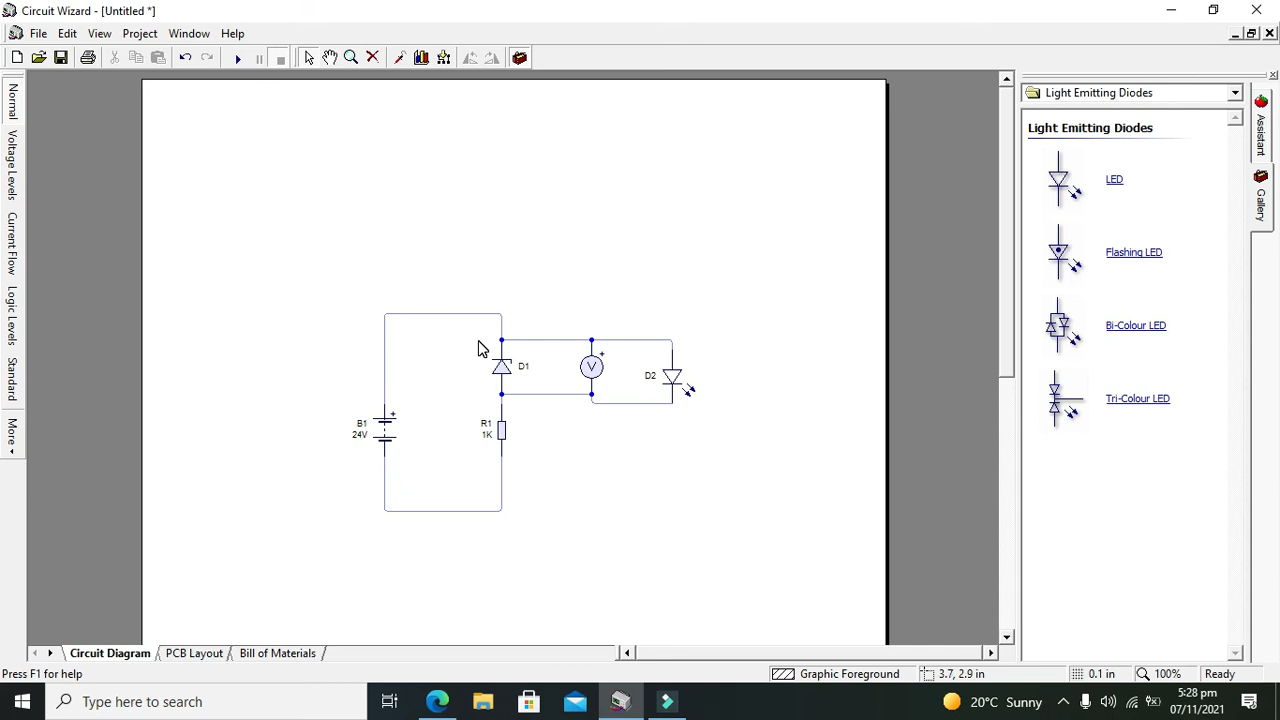 Circuit Wizard - [Untitled *]
File Edit View Project Window Help
Normal
Voltage Levels
Current Flow
Logic Levels
Standard
More
Light Emitting Diodes
Light Emitting Diodes
LED
Flashing LED
Bi-Colour LED
Tri-Colour LED
Assistant
Gallery
D1
+
V
D2
B1
24V
+
R1
1K
Circuit Diagram PCB Layout Bill of Materials
Press F1 for help Graphic Foreground 3.7, 2.9 in 0.1 in 100% Ready
Type here to search
20°C Sunny
5:28 pm
07/11/2021